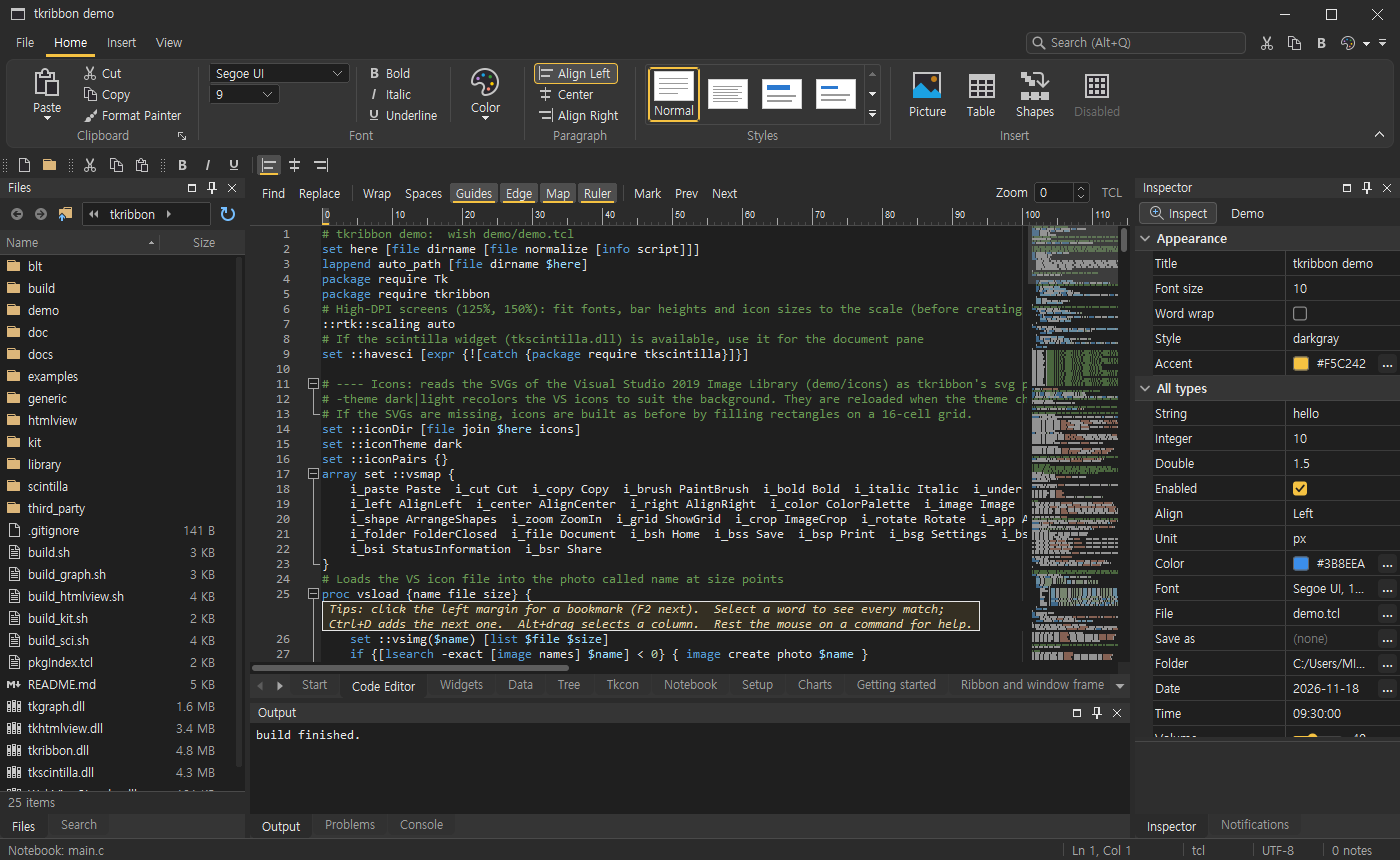 tkribbon demo
File Home Insert View
Search (Alt+Q)
B
Paste
Cut
Copy
Format Painter
Clipboard
Segoe UI
9
B Bold
I Italic
U Underline
Font
Color
Align Left
Center
Align Right
Paragraph
Normal
Styles
Picture
Table
Shapes
Disabled
Insert
B I U
Files
tkribbon
Name Size
blt
build
demo
doc
docs
examples
generic
htmlview
kit
library
scintilla
third_party
.gitignore 141 B
build.sh 3 KB
build_graph.sh 3 KB
build_htmlview.sh 4 KB
build_kit.sh 2 KB
build_sci.sh 4 KB
pkgIndex.tcl 2 KB
README.md 5 KB
tkgraph.dll 1.6 MB
tkhtmlview.dll 3.4 MB
tkribbon.dll 4.8 MB
tkscintilla.dll 4.3 MB
25 items
Files Search
Find Replace Wrap Spaces Guides Edge Map Ruler Mark Prev Next
Zoom 0 TCL
0 10 20 30 40 50 60 70 80 90 100 110
1 # tkribbon demo:  wish demo/demo.tcl
2 set here [file dirname [file normalize [info script]]]
3 lappend auto_path [file dirname $here]
4 package require Tk
5 package require tkribbon
6 # High-DPI screens (125%, 150%): fit fonts, bar heights and icon sizes to the scale (before creating
7 ::rtk::scaling auto
8 # If the scintilla widget (tkscintilla.dll) is available, use it for the document pane
9 set ::havesci [expr {![catch {package require tkscintilla}]}]
10
11 # ---- Icons: reads the SVGs of the Visual Studio 2019 Image Library (demo/icons) as tkribbon's svg p
12 # -theme dark|light recolors the VS icons to suit the background. They are reloaded when the theme ch
13 # If the SVGs are missing, icons are built as before by filling rectangles on a 16-cell grid.
14 set ::iconDir [file join $here icons]
15 set ::iconTheme dark
16 set ::iconPairs {}
17 array set ::vsmap {
18 i_paste Paste  i_cut Cut  i_copy Copy  i_brush PaintBrush  i_bold Bold  i_italic Italic  i_under
19 i_left AlignLeft  i_center AlignCenter  i_right AlignRight  i_color ColorPalette  i_image Image
20 i_shape ArrangeShapes  i_zoom ZoomIn  i_grid ShowGrid  i_crop ImageCrop  i_rotate Rotate  i_app A
21 i_folder FolderClosed  i_file Document  i_bsh Home  i_bss Save  i_bsp Print  i_bsg Settings  i_bs
22 i_bsi StatusInformation  i_bsr Share
23 }
24 # Loads the VS icon file into the photo called name at size points
25 proc vsload {name file size} {
Tips: click the left margin for a bookmark (F2 next).  Select a word to see every match;
Ctrl+D adds the next one.  Alt+drag selects a column.  Rest the mouse on a command for help.
26 set ::vsimg($name) [list $file $size]
27 if {[lsearch -exact [image names] $name] < 0} { image create photo $name }
Start Code Editor Widgets Data Tree Tkcon Notebook Setup Charts Getting started Ribbon and window frame
Output
build finished.
Output Problems Console
Inspector
Inspect Demo
Appearance
Title tkribbon demo
Font size 10
Word wrap
Style darkgray
Accent #F5C242 ...
All types
String hello
Integer 10
Double 1.5
Enabled
Align Left
Unit px
Color #3B8EEA ...
Font Segoe UI, 1... ...
File demo.tcl ...
Save as (none) ...
Folder C:/Users/MI... ...
Date 2026-11-18 ...
Time 09:30:00
Inspector Notifications
Notebook: main.c
Ln 1, Col 1 tcl UTF-8 0 notes